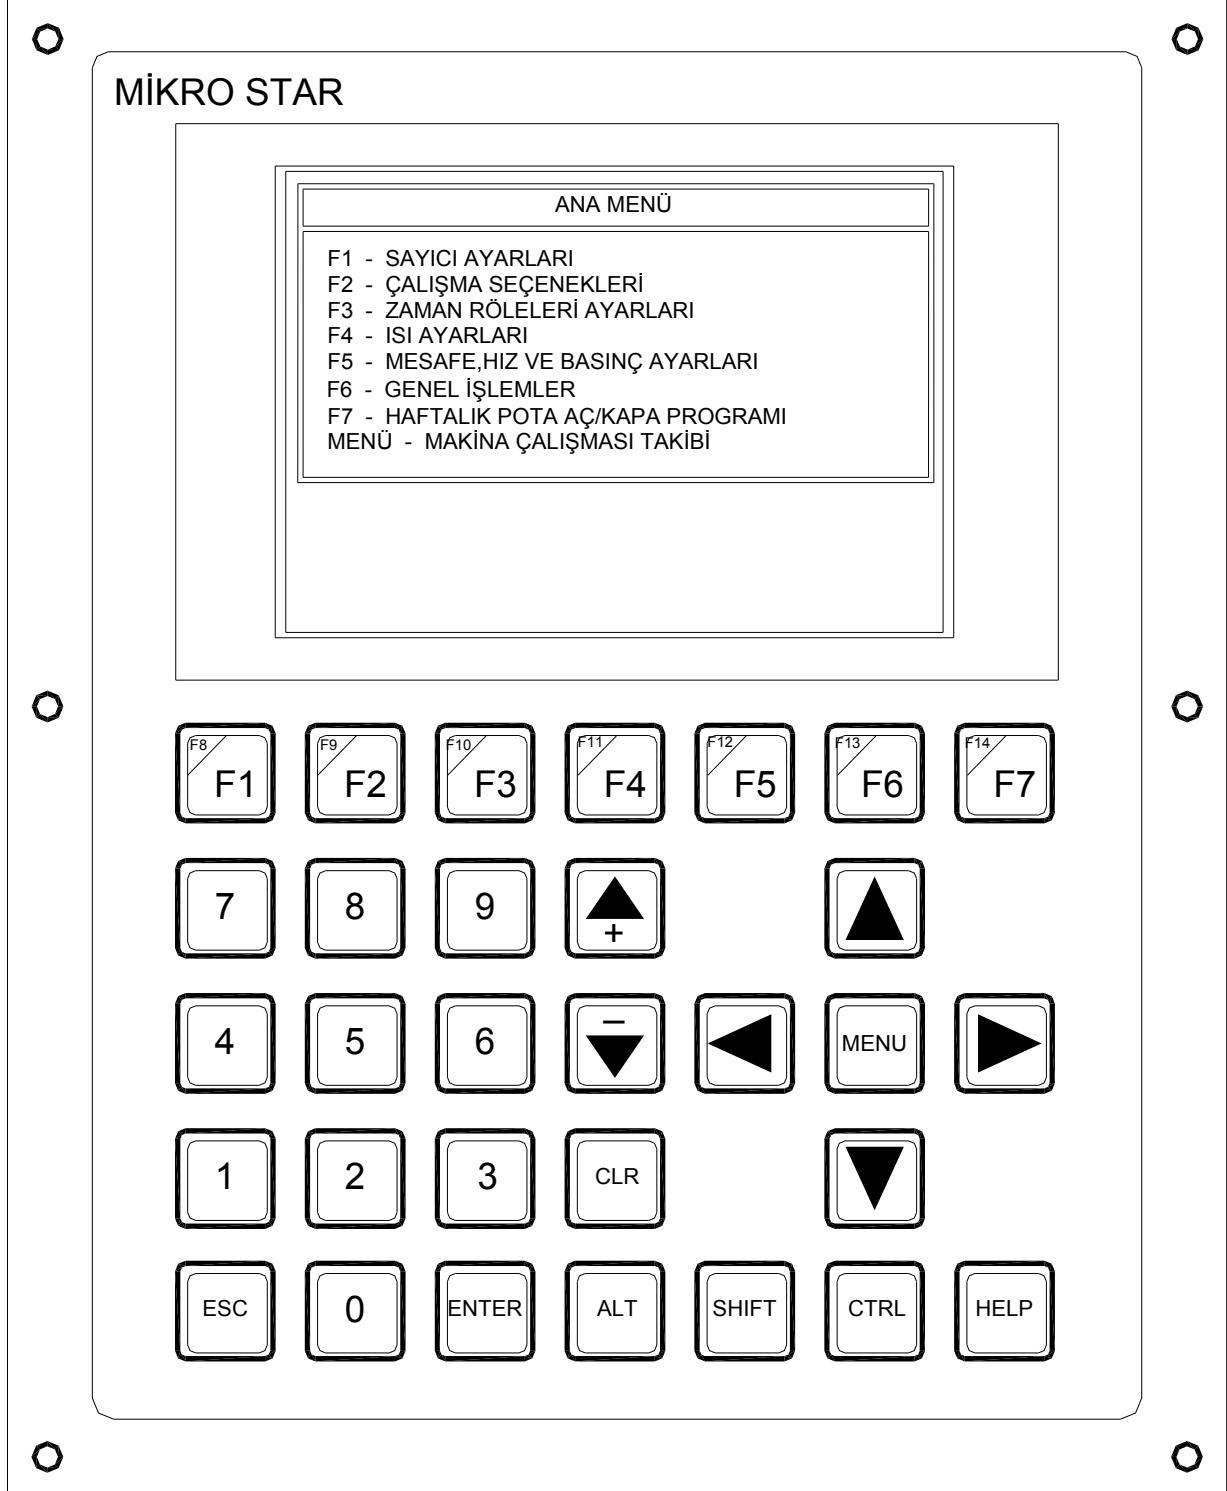 MİKRO STAR
ANA MENÜ
F1 - SAYICI AYARLARI
F2 - ÇALIŞMA SEÇENEKLERİ
F3 - ZAMAN RÖLELERİ AYARLARI
F4 - ISI AYARLARI
F5 - MESAFE,HIZ VE BASINÇ AYARLARI
F6 - GENEL İŞLEMLER
F7 - HAFTALIK POTA AÇ/KAPA PROGRAMI
MENÜ - MAKİNA ÇALIŞMASI TAKİBİ
F8 F9 F10 F11 F12 F13 F14
F1 F2 F3 F4 F5 F6 F7
7 8 9 +
4 5 6 – MENU
1 2 3 CLR
ESC 0 ENTER ALT SHIFT CTRL HELP